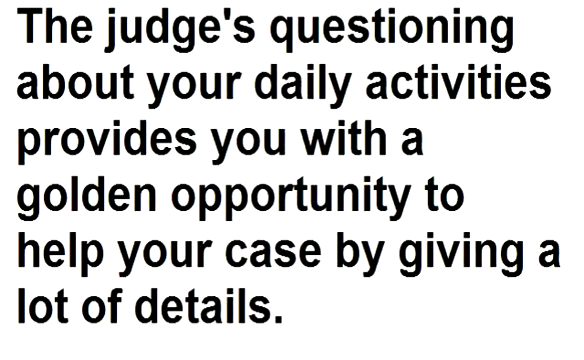 The judge's questioning
about your daily activities
provides you with a
golden opportunity to
help your case by giving a
lot of details.